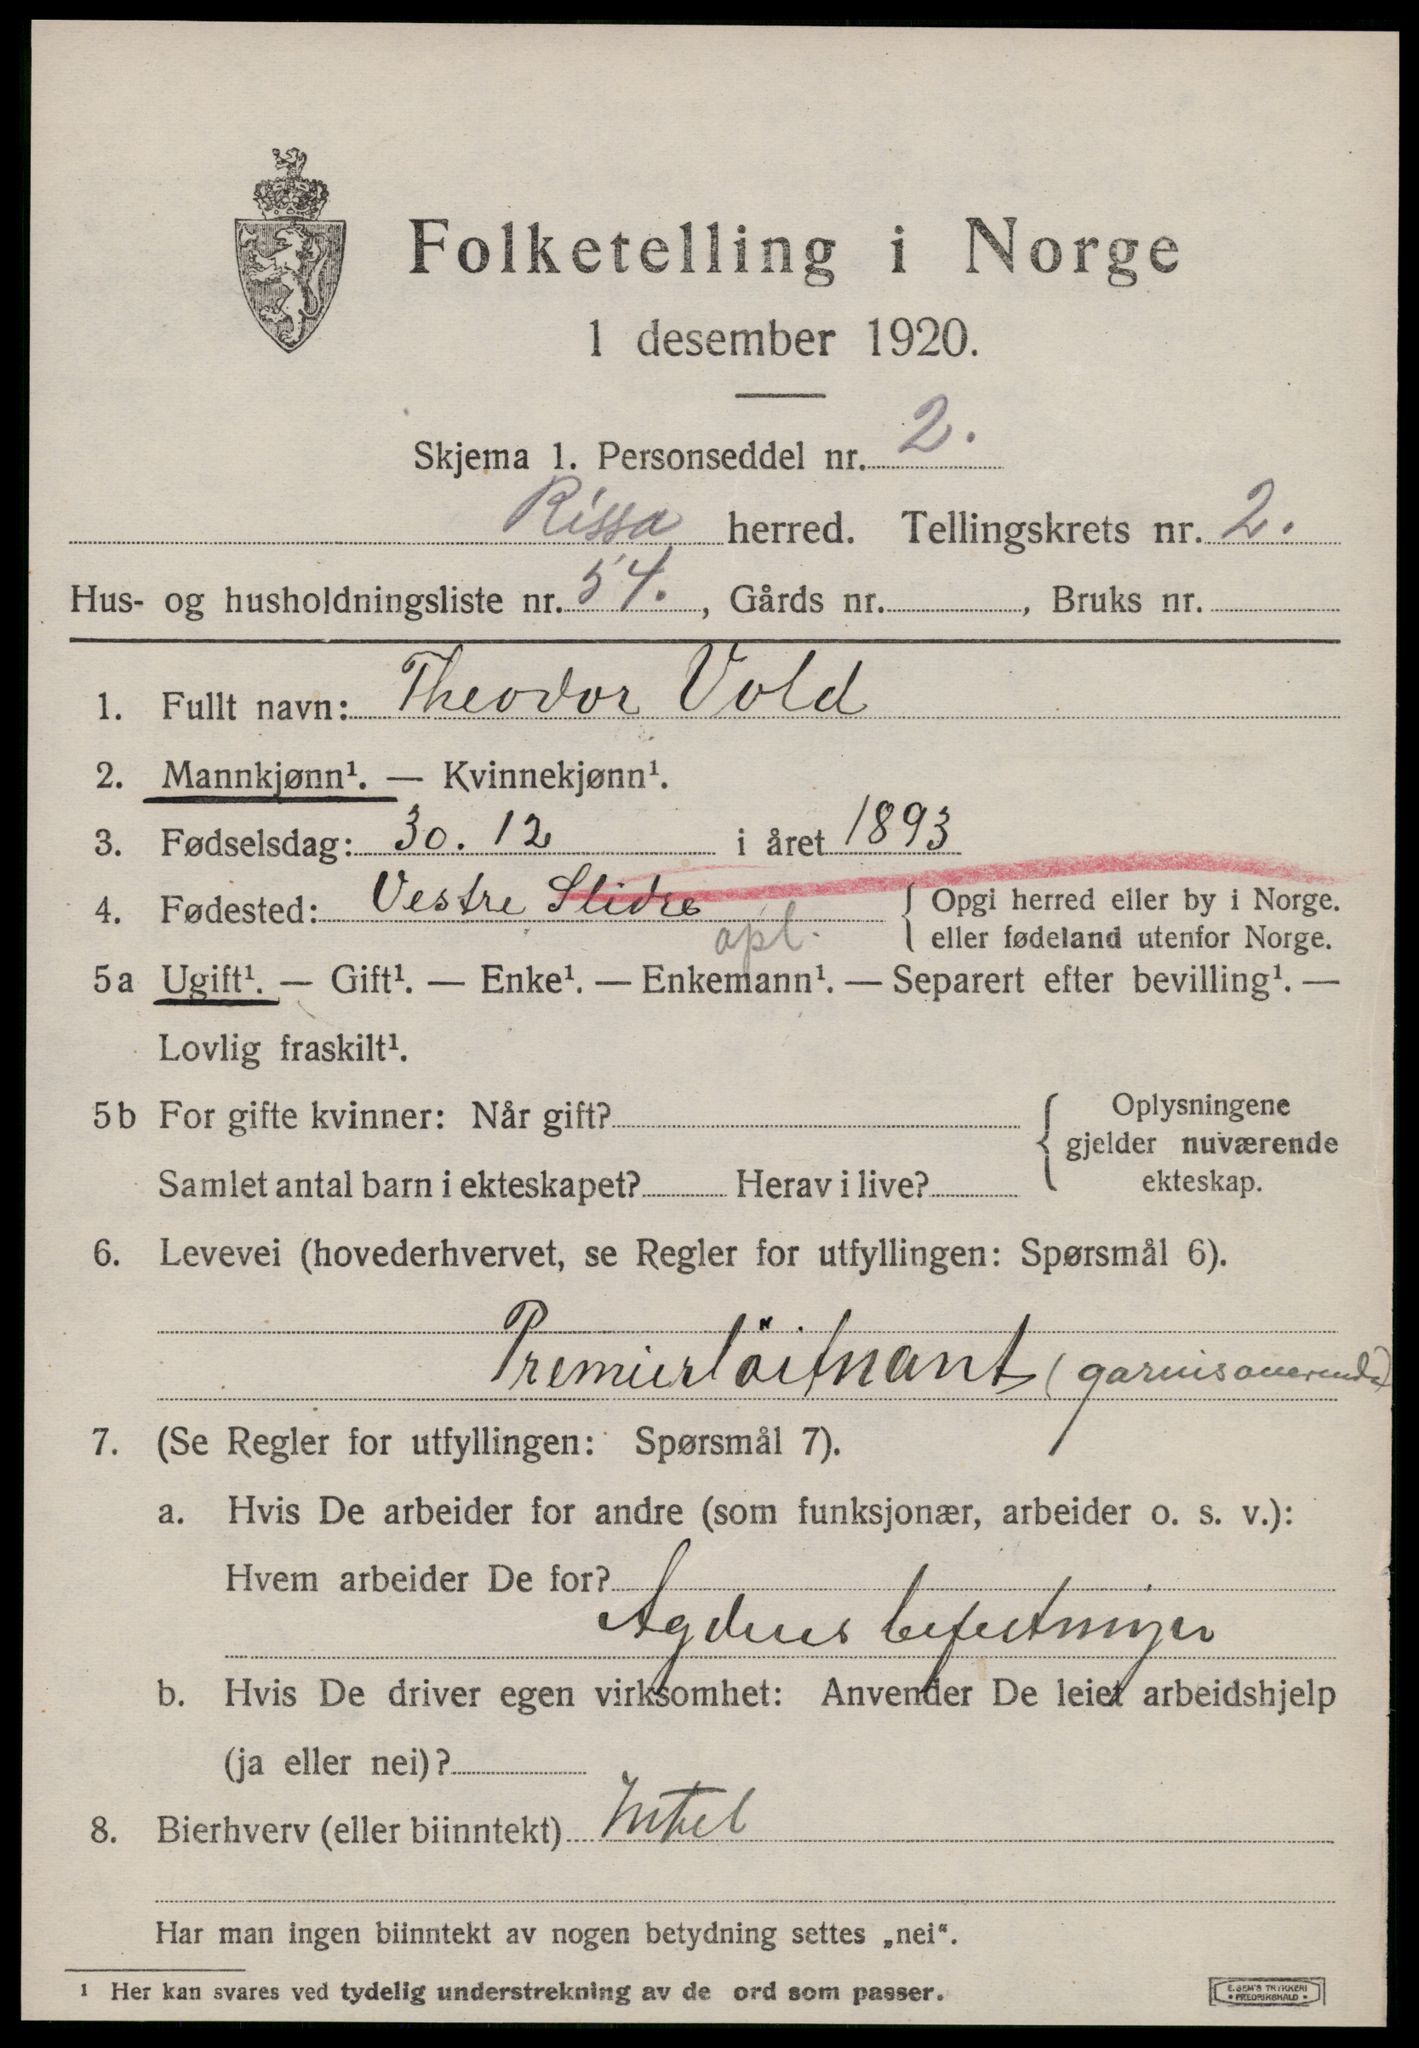 Folketelling i Norge
1 desember 1920.
Skjema 1. Personseddel nr. 2.
Rissa herred. Tellingskrets nr. 2.
Hus- og husholdningsliste nr. 54. , Gårds nr. , Bruks nr.
1. Fullt navn: Theodor Vold
2. Mannkjønn¹. — Kvinnekjønn¹.
3. Fødselsdag: 30. 12 i året 1893
4. Fødested: Vestre Slidre { Opgi herred eller by i Norge.
eller fødeland utenfor Norge.
opl.
5a Ugift¹. — Gift¹. — Enke¹. — Enkemann¹. — Separert efter bevilling¹. —
Lovlig fraskilt¹.
5b For gifte kvinner: Når gift? { Oplysningene
gjelder nuværende
ekteskap.
Samlet antal barn i ekteskapet? Herav i live?
6. Levevei (hovederhvervet, se Regler for utfyllingen: Spørsmål 6).
Premierlöitnant (garnisonerende)
7. (Se Regler for utfyllingen: Spørsmål 7).
a. Hvis De arbeider for andre (som funksjonær, arbeider o. s. v.):
Hvem arbeider De for?
Agdenes befestninger
b. Hvis De driver egen virksomhet: Anvender De leiet arbeidshjelp
(ja eller nei)?
8. Bierhverv (eller biinntekt) Intet
Har man ingen biinntekt av nogen betydning settes „nei“.
¹ Her kan svares ved tydelig understrekning av de ord som passer.
E. SEM'S TRYKKERI
• FREDRIKSHALD •